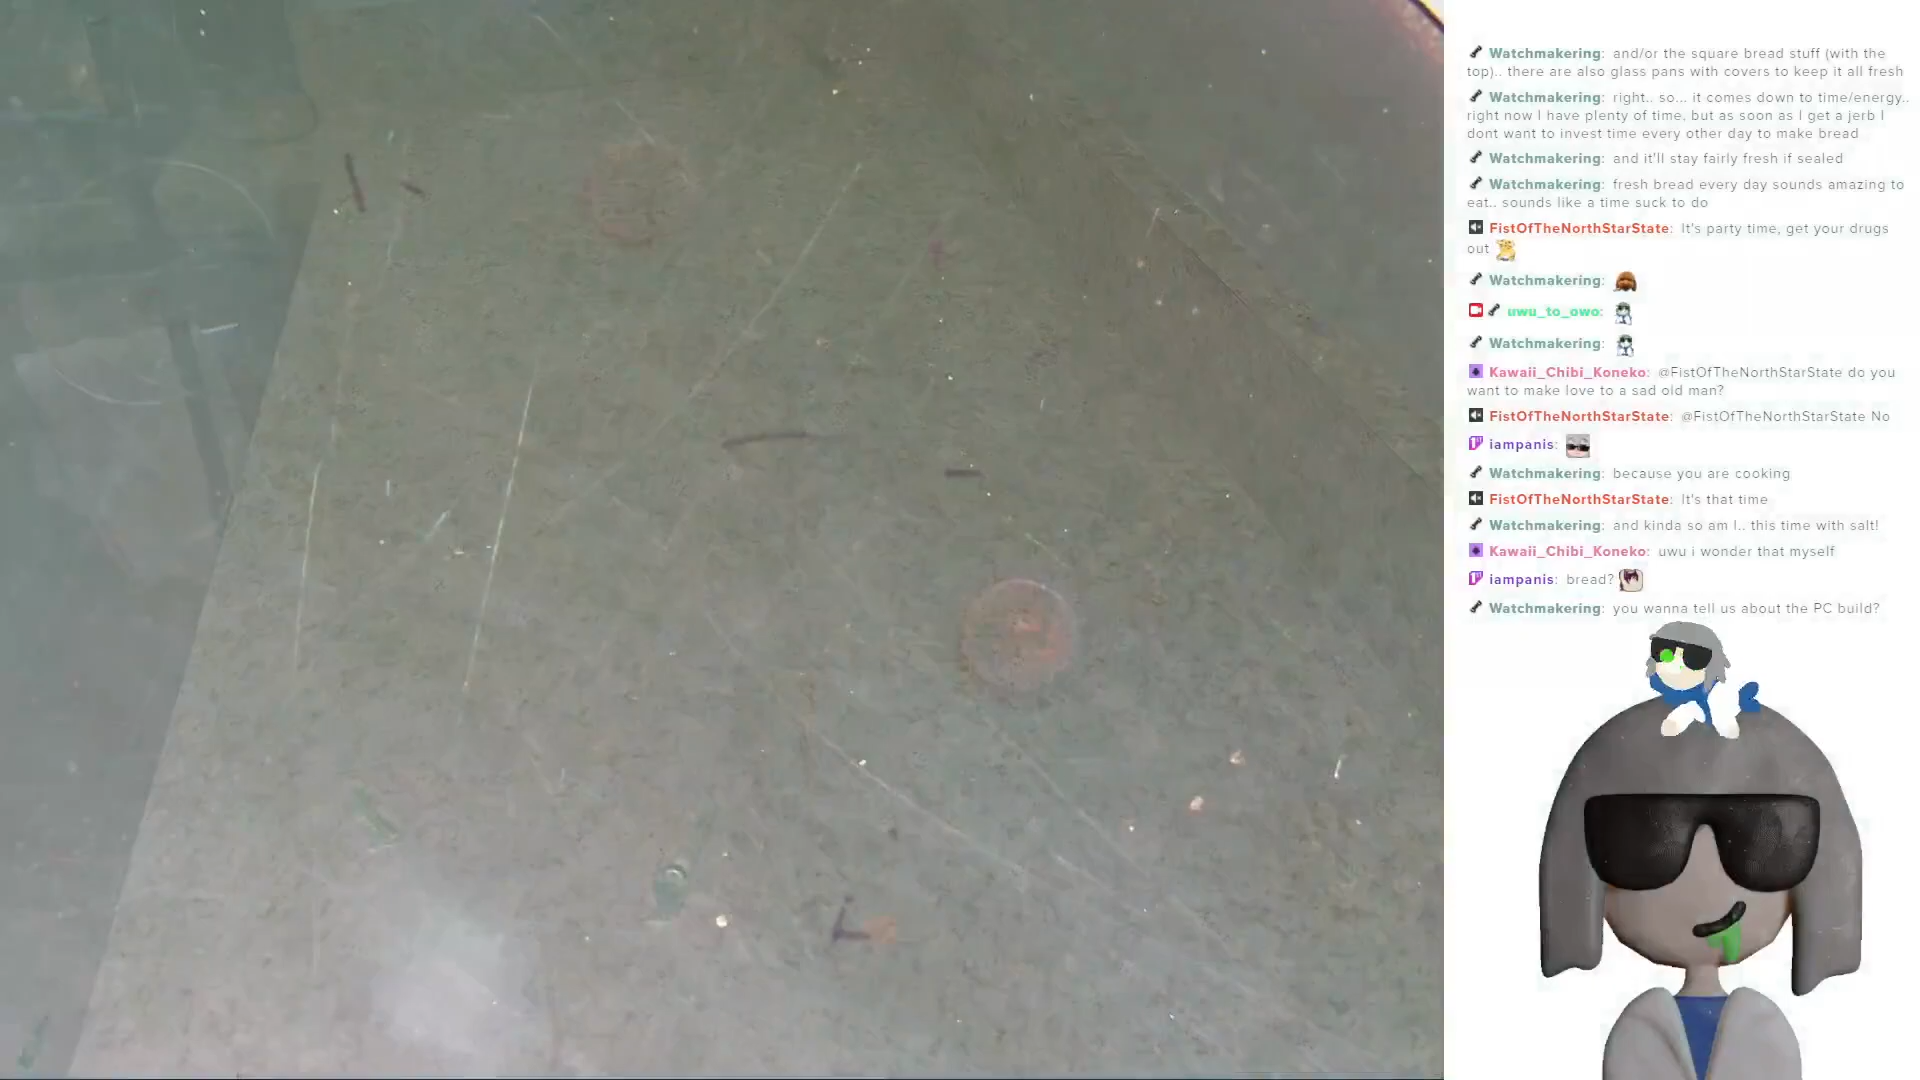 Watchmakering: and/or the square bread stuff (with the
top).. there are also glass pans with covers to keep it all fresh
Watchmakering: right.. so... it comes down to time/energy..
right now I have plenty of time, but as soon as I get a jerb I
dont want to invest time every other day to make bread
Watchmakering: and it'll stay fairly fresh if sealed
Watchmakering: fresh bread every day sounds amazing to
eat.. sounds like a time suck to do
FistOfTheNorthStarState: It's party time, get your drugs
out
Watchmakering:
uwu_to_owo:
Watchmakering:
Kawaii_Chibi_Koneko: @FistOfTheNorthStarState do you
want to make love to a sad old man?
FistOfTheNorthStarState: @FistOfTheNorthStarState No
iampanis:
Watchmakering: because you are cooking
FistOfTheNorthStarState: It's that time
Watchmakering: and kinda so am I.. this time with salt!
Kawaii_Chibi_Koneko: uwu i wonder that myself
iampanis: bread?
Watchmakering: you wanna tell us about the PC build?